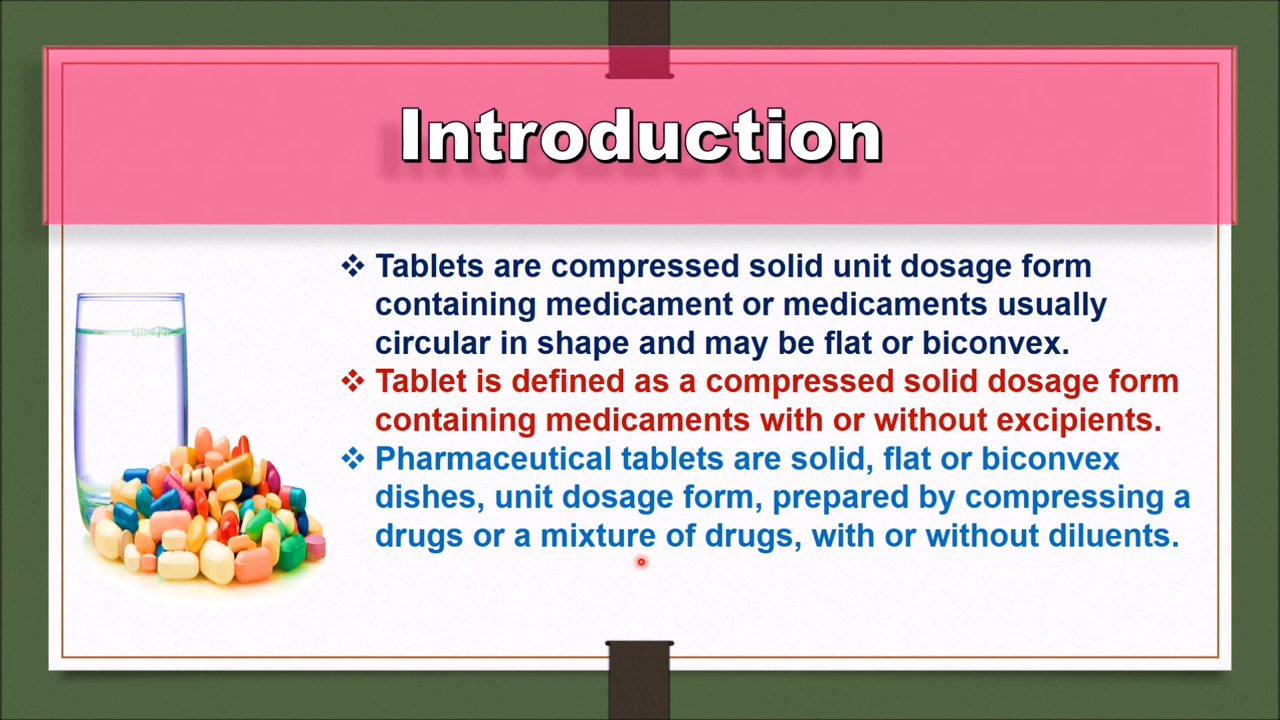 Introduction
❖ Tablets are compressed solid unit dosage form
containing medicament or medicaments usually
circular in shape and may be flat or biconvex.
❖ Tablet is defined as a compressed solid dosage form
containing medicaments with or without excipients.
❖ Pharmaceutical tablets are solid, flat or biconvex
dishes, unit dosage form, prepared by compressing a
drugs or a mixture of drugs, with or without diluents.